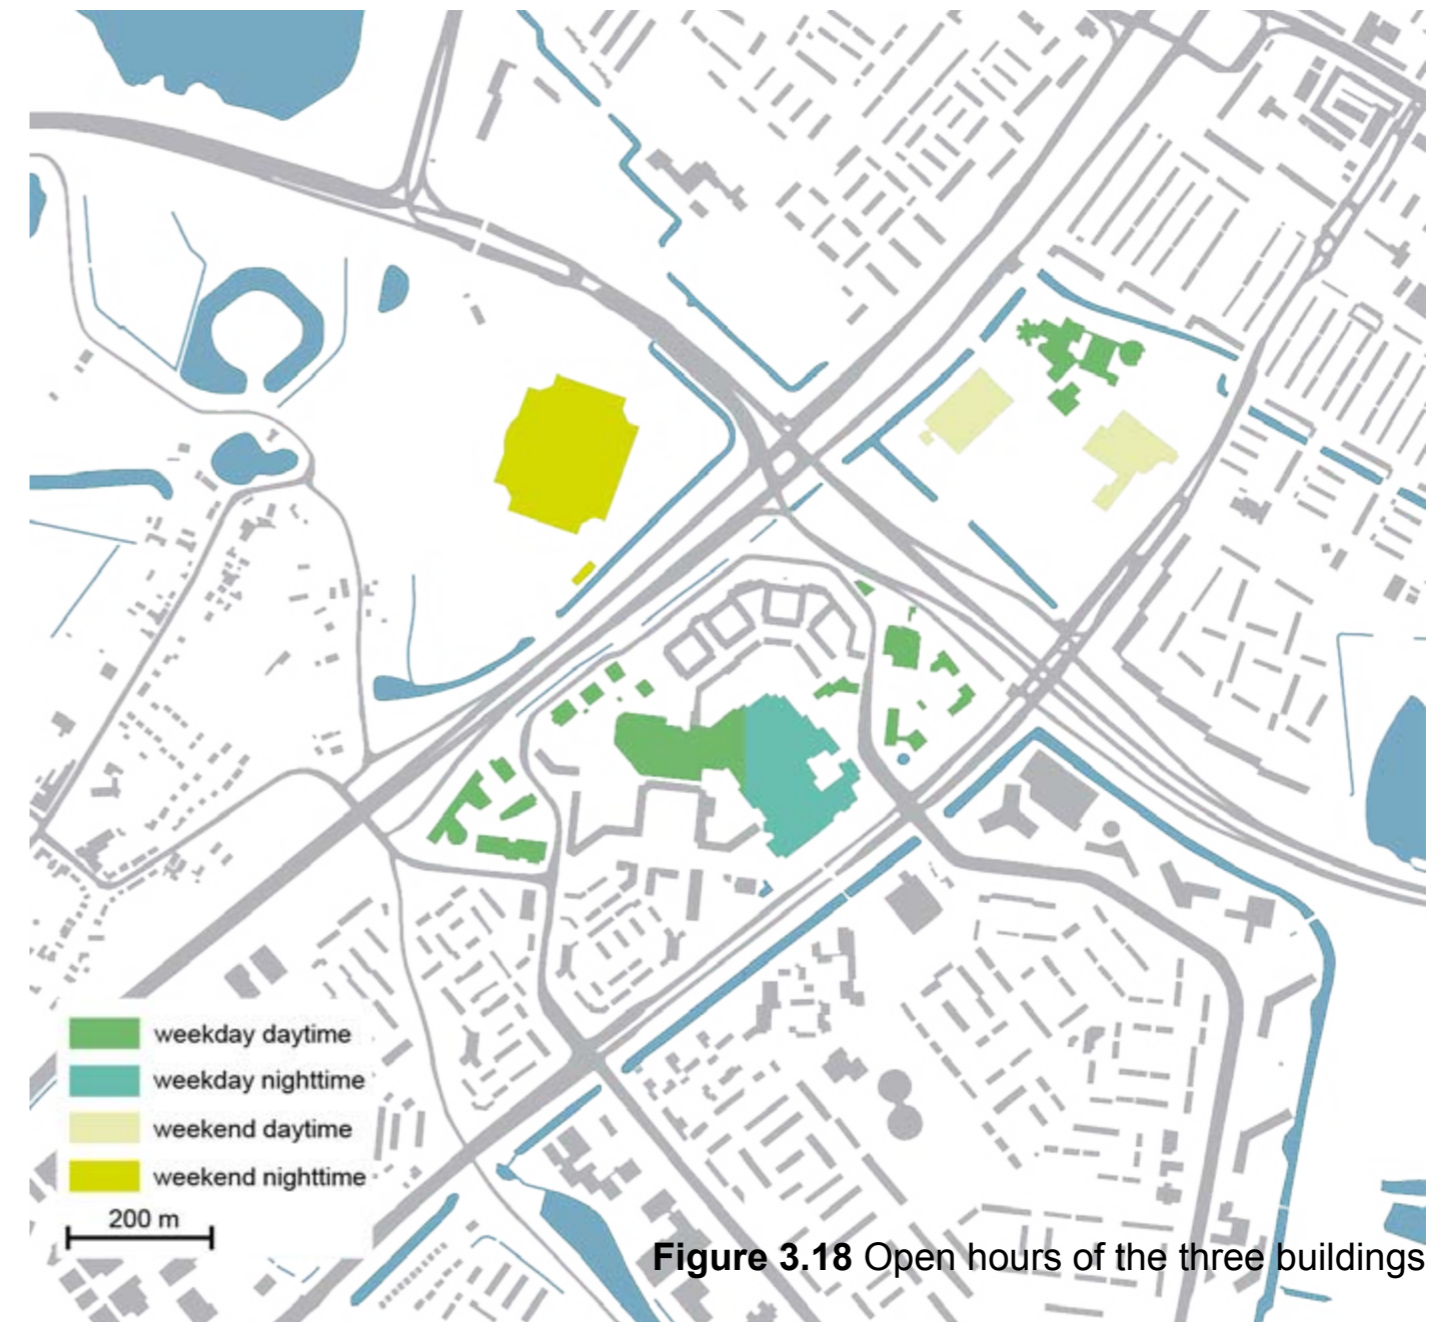 weekday daytime
weekday nighttime
weekend daytime
weekend nighttime
200 m
Figure 3.18 Open hours of the three buildings